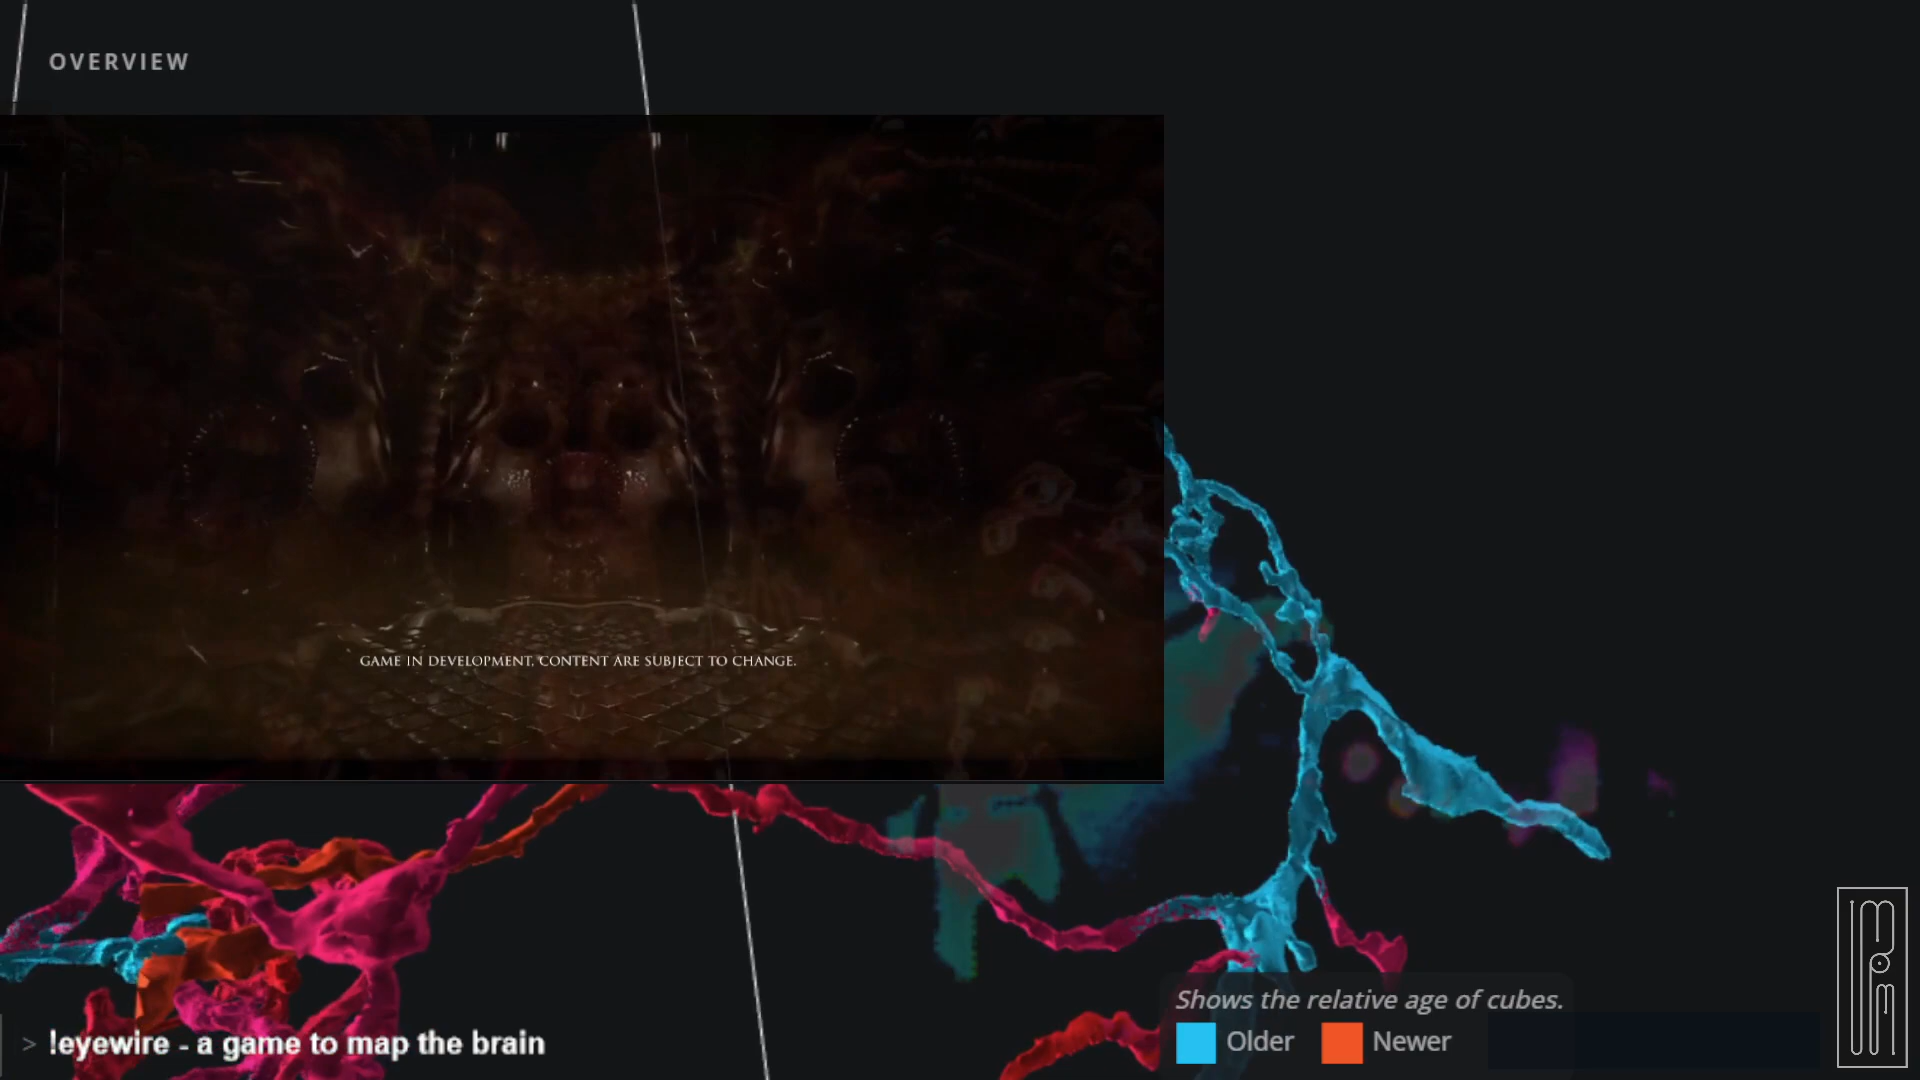 OVERVIEW
GAME IN DEVELOPMENT, CONTENT ARE SUBJECT TO CHANGE.
Shows the relative age of cubes.
Older Newer
> !eyewire - a game to map the brain